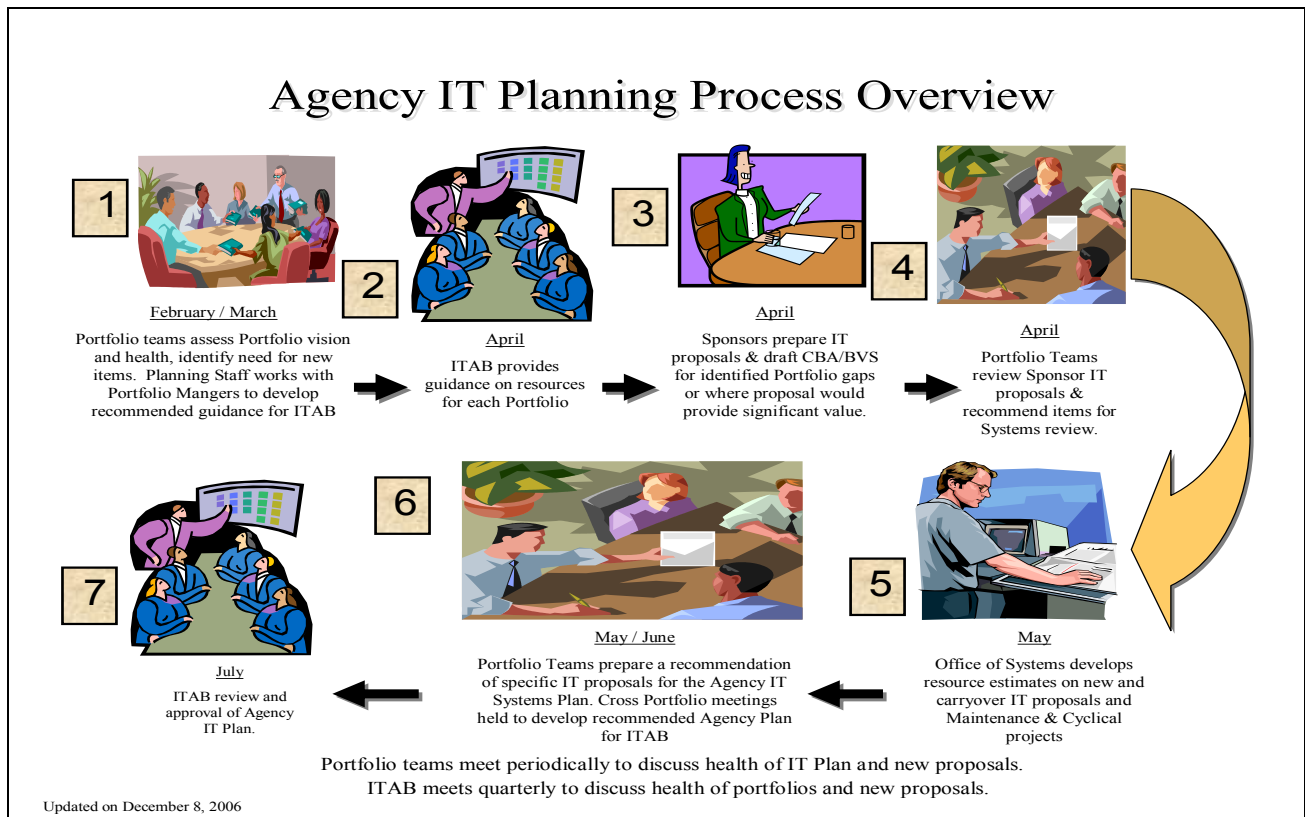 Agency IT Planning Process Overview
1
February / March
Portfolio teams assess Portfolio vision
and health, identify need for new
items. Planning Staff works with
Portfolio Mangers to develop
recommended guidance for ITAB
2
April
ITAB provides
guidance on resources
for each Portfolio
3
April
Sponsors prepare IT
proposals & draft CBA/BVS
for identified Portfolio gaps
or where proposal would
provide significant value.
4
April
Portfolio Teams
review Sponsor IT
proposals &
recommend items for
Systems review.
5
May
Office of Systems develops
resource estimates on new and
carryover IT proposals and
Maintenance & Cyclical
projects
6
May / June
Portfolio Teams prepare a recommendation
of specific IT proposals for the Agency IT
Systems Plan. Cross Portfolio meetings
held to develop recommended Agency Plan
for ITAB
7
July
ITAB review and
approval of Agency
IT Plan.
Portfolio teams meet periodically to discuss health of IT Plan and new proposals.
ITAB meets quarterly to discuss health of portfolios and new proposals.
Updated on December 8, 2006